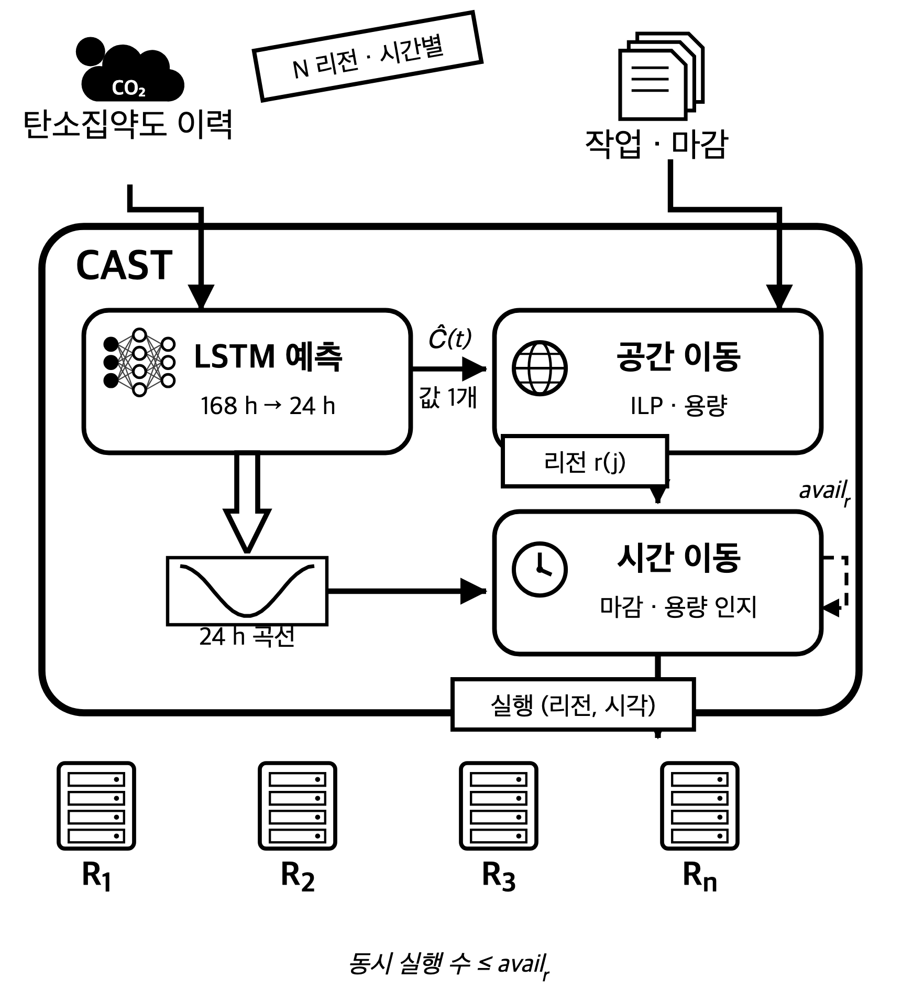 N 리전 · 시간별
CO₂
탄소집약도 이력
작업 · 마감
CAST
LSTM 예측
168 h → 24 h
Ĉ(t)
값 1개
공간 이동
ILP · 용량
리전 r(j)
avail_r
시간 이동
마감 · 용량 인지
24 h 곡선
실행 (리전, 시각)
R₁
R₂
R₃
Rₙ
동시 실행 수 ≤ avail_r